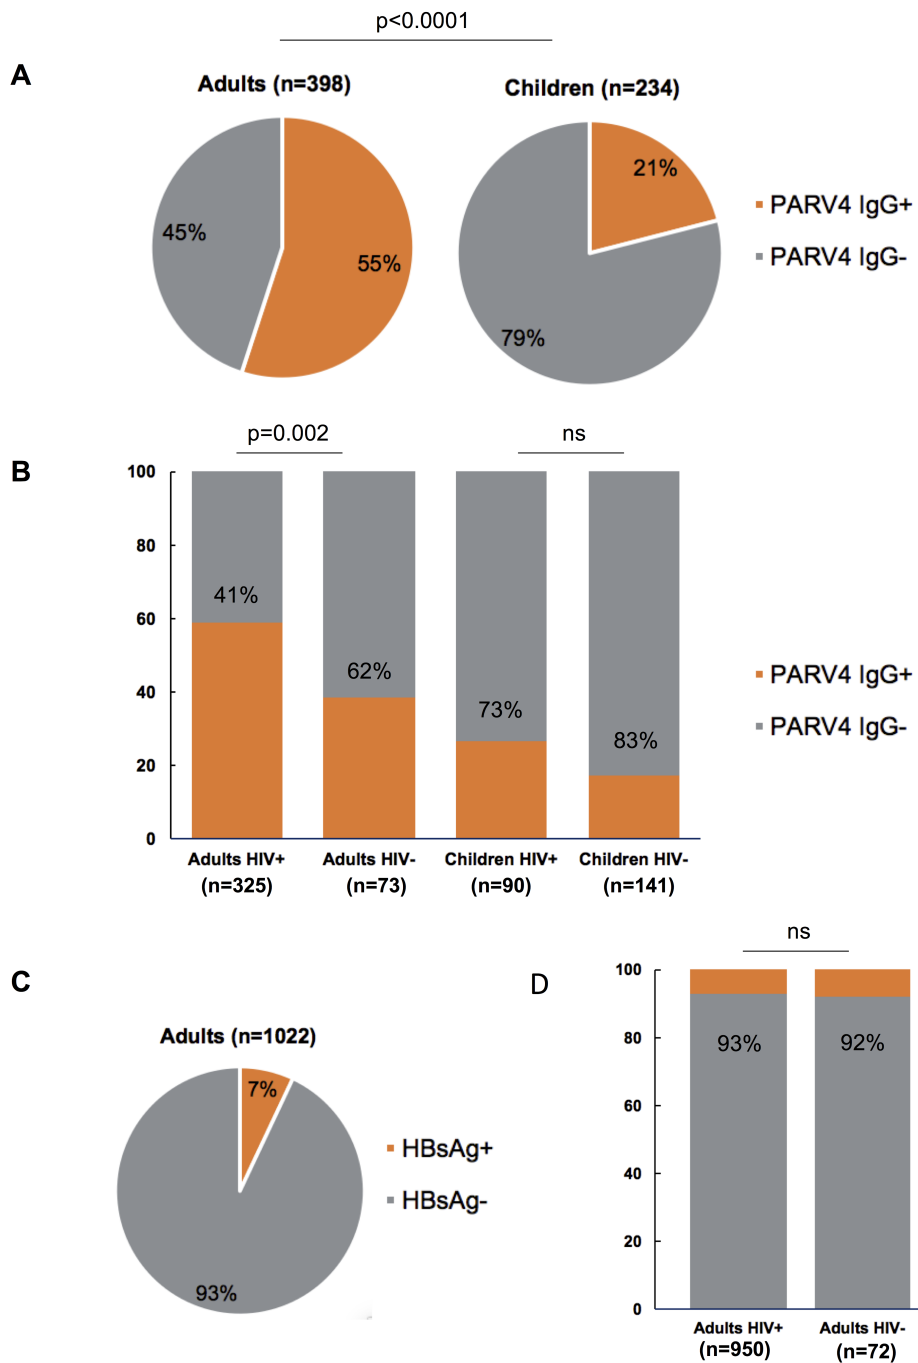 p<0.0001
A
Adults (n=398)
Children (n=234)
21%
45%
55%
79%
PARV4 IgG+
PARV4 IgG-
p=0.002
ns
B
100
80
60
40
20
0
41%
62%
73%
83%
PARV4 IgG+
PARV4 IgG-
Adults HIV+
(n=325)
Adults HIV-
(n=73)
Children HIV+
(n=90)
Children HIV-
(n=141)
C
Adults (n=1022)
7%
93%
HBsAg+
HBsAg-
D
ns
100
80
60
40
20
0
93%
92%
Adults HIV+
(n=950)
Adults HIV-
(n=72)